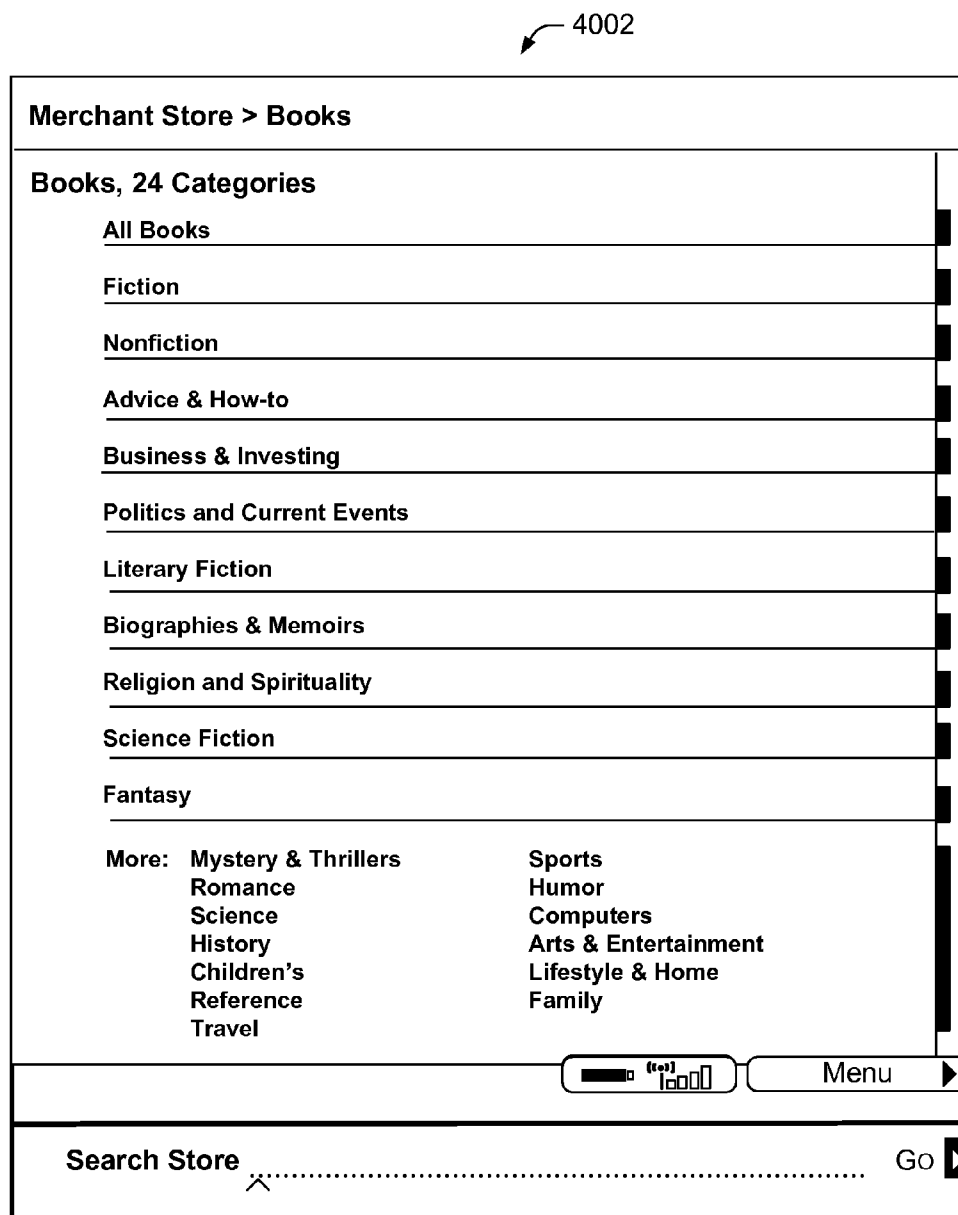 4002
Merchant Store > Books
Books, 24 Categories
All Books
Fiction
Nonfiction
Advice & How-to
Business & Investing
Politics and Current Events
Literary Fiction
Biographies & Memoirs
Religion and Spirituality
Science Fiction
Fantasy
More: Mystery & Thrillers Sports
Romance Humor
Science Computers
History Arts & Entertainment
Children's Lifestyle & Home
Reference Family
Travel
Menu
Search Store Go